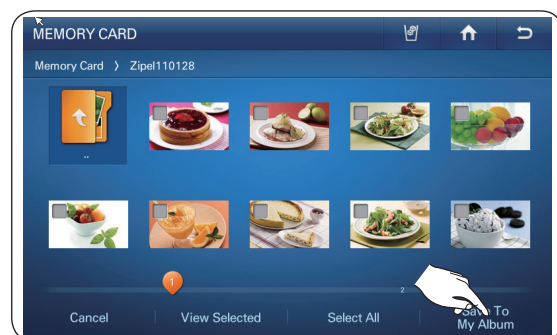 MEMORY CARD
Memory Card > Zipel110128
..
1
2
Cancel
View Selected
Select All
Save To
My Album